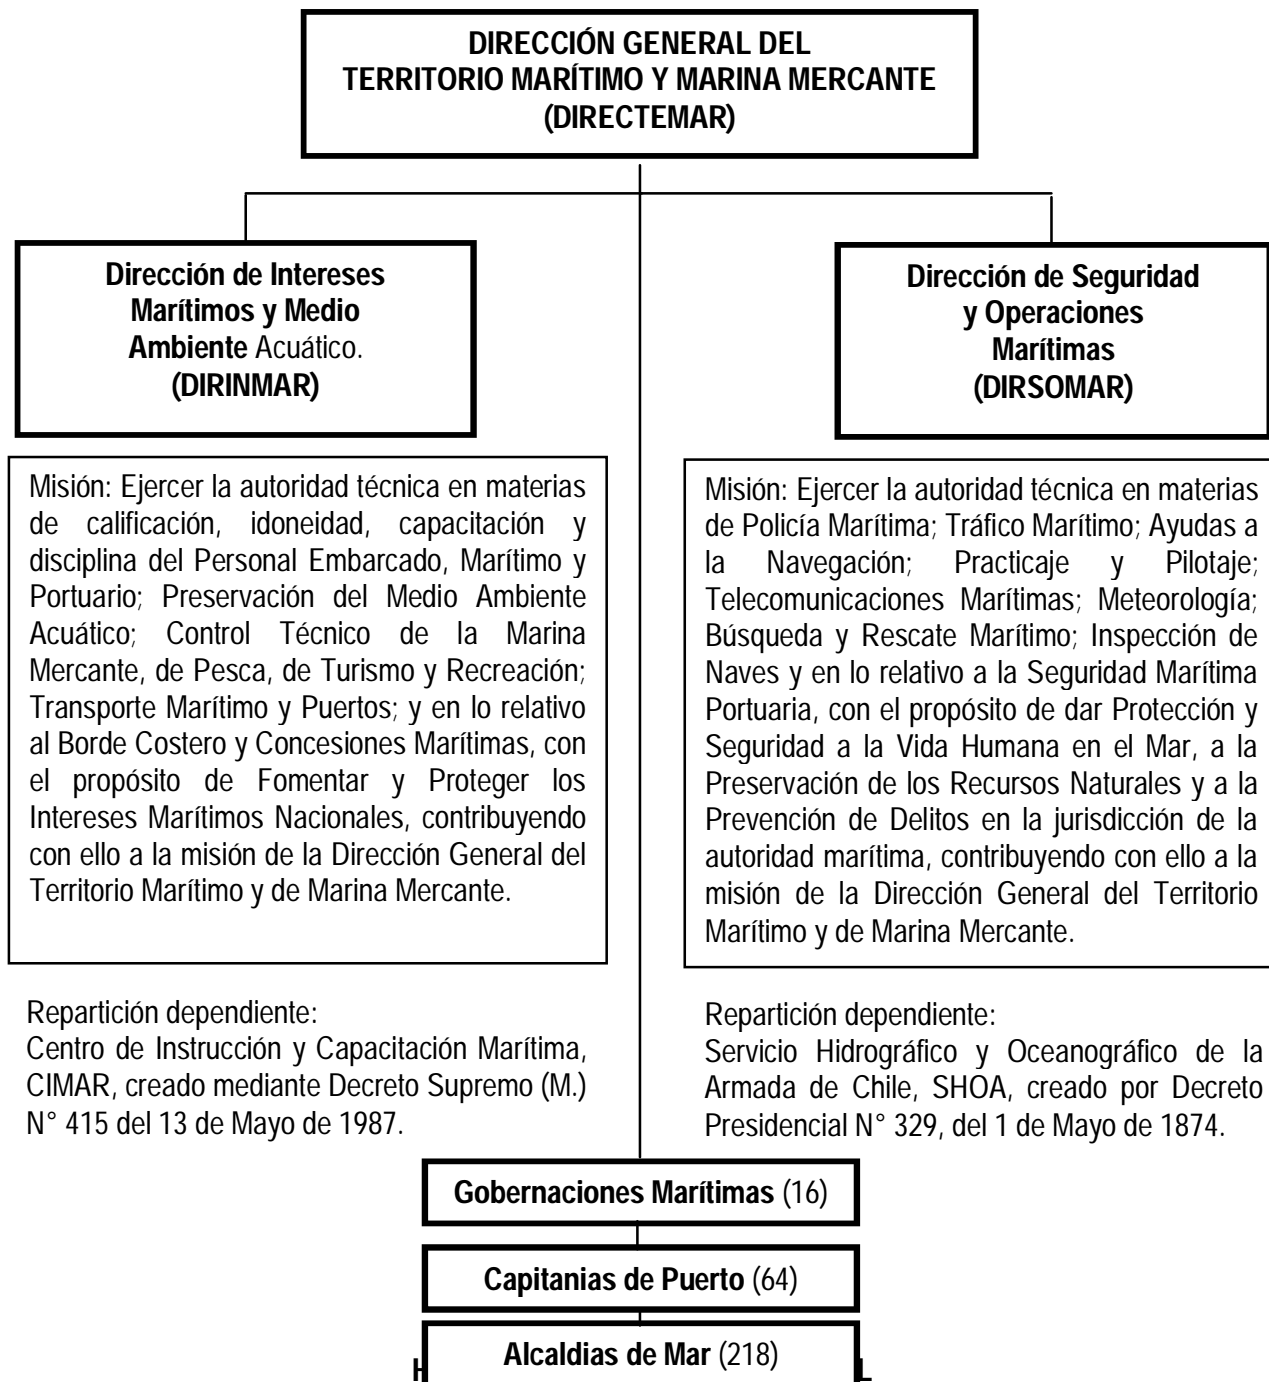 DIRECCIÓN GENERAL DEL
TERRITORIO MARÍTIMO Y MARINA MERCANTE
(DIRECTEMAR)
Dirección de Intereses
Marítimos y Medio
Ambiente Acuático.
(DIRINMAR)
Dirección de Seguridad
y Operaciones
Marítimas
(DIRSOMAR)
Misión: Ejercer la autoridad técnica en materias
de calificación, idoneidad, capacitación y
disciplina del Personal Embarcado, Marítimo y
Portuario; Preservación del Medio Ambiente
Acuático; Control Técnico de la Marina
Mercante, de Pesca, de Turismo y Recreación;
Transporte Marítimo y Puertos; y en lo relativo
al Borde Costero y Concesiones Marítimas, con
el propósito de Fomentar y Proteger los
Intereses Marítimos Nacionales, contribuyendo
con ello a la misión de la Dirección General del
Territorio Marítimo y de Marina Mercante.
Misión: Ejercer la autoridad técnica en materias
de Policía Marítima; Tráfico Marítimo; Ayudas a
la Navegación; Practicaje y Pilotaje;
Telecomunicaciones Marítimas; Meteorología;
Búsqueda y Rescate Marítimo; Inspección de
Naves y en lo relativo a la Seguridad Marítima
Portuaria, con el propósito de dar Protección y
Seguridad a la Vida Humana en el Mar, a la
Preservación de los Recursos Naturales y a la
Prevención de Delitos en la jurisdicción de la
autoridad marítima, contribuyendo con ello a la
misión de la Dirección General del Territorio
Marítimo y de Marina Mercante.
Repartición dependiente:
Centro de Instrucción y Capacitación Marítima,
CIMAR, creado mediante Decreto Supremo (M.)
N° 415 del 13 de Mayo de 1987.
Repartición dependiente:
Servicio Hidrográfico y Oceanográfico de la
Armada de Chile, SHOA, creado por Decreto
Presidencial N° 329, del 1 de Mayo de 1874.
Gobernaciones Marítimas (16)
Capitanias de Puerto (64)
Alcaldias de Mar (218)